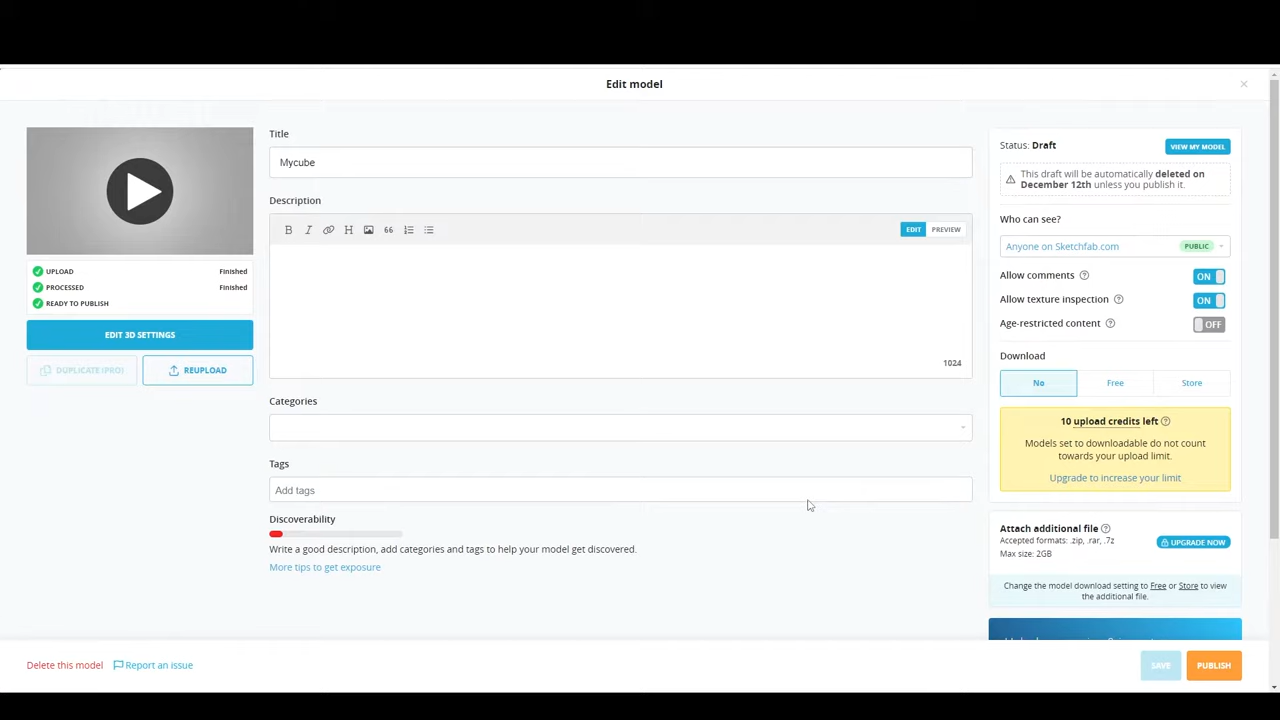 Edit model
Title
Mycube
Description
B I H 66
EDIT PREVIEW
1024
UPLOAD Finished
PROCESSED Finished
READY TO PUBLISH
EDIT 3D SETTINGS
DUPLICATE (PRO)
REUPLOAD
Categories
Tags
Add tags
Discoverability
Write a good description, add categories and tags to help your model get discovered.
More tips to get exposure
Status: Draft
VIEW MY MODEL
This draft will be automatically deleted on
December 12th unless you publish it.
Who can see?
Anyone on Sketchfab.com PUBLIC
Allow comments ? ON
Allow texture inspection ? ON
Age-restricted content ? OFF
Download
No Free Store
10 upload credits left ?
Models set to downloadable do not count
towards your upload limit.
Upgrade to increase your limit
Attach additional file ?
Accepted formats: .zip, .rar, .7z
Max size: 2GB
UPGRADE NOW
Change the model download setting to Free or Store to view
the additional file.
Delete this model
Report an issue
SAVE
PUBLISH